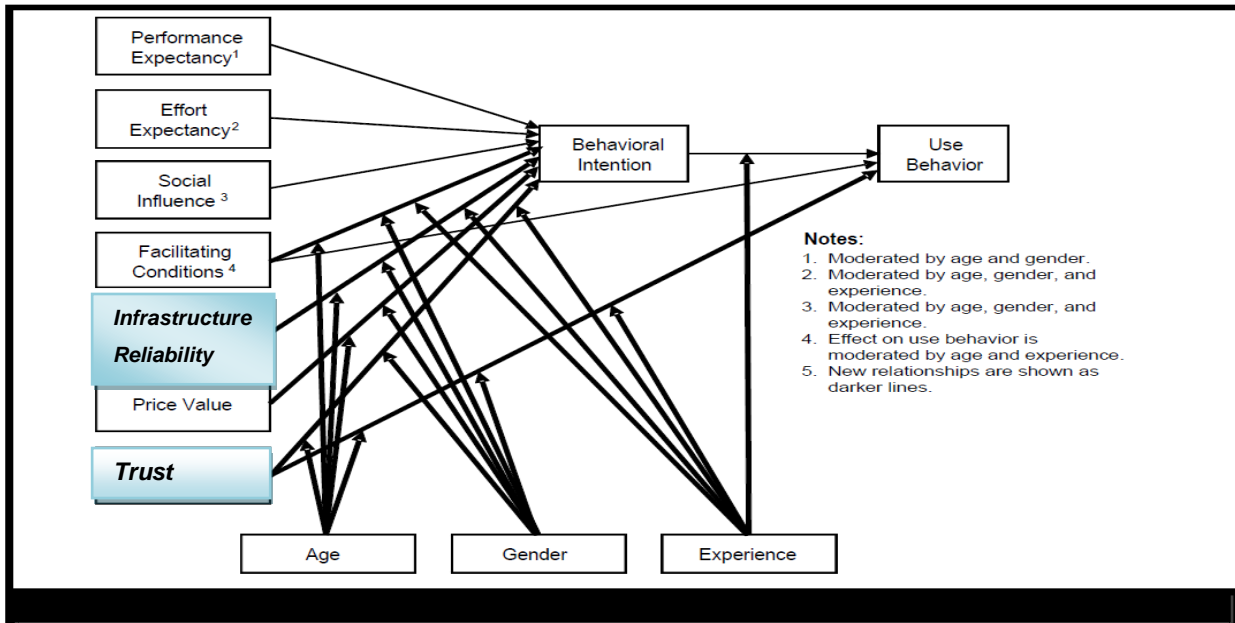 Performance
Expectancy¹
Effort
Expectancy²
Social
Influence ³
Facilitating
Conditions ⁴
Infrastructure
Reliability
Price Value
Trust
Behavioral
Intention
Use
Behavior
Notes:
1. Moderated by age and gender.
2. Moderated by age, gender, and
experience.
3. Moderated by age, gender, and
experience.
4. Effect on use behavior is
moderated by age and experience.
5. New relationships are shown as
darker lines.
Age
Gender
Experience